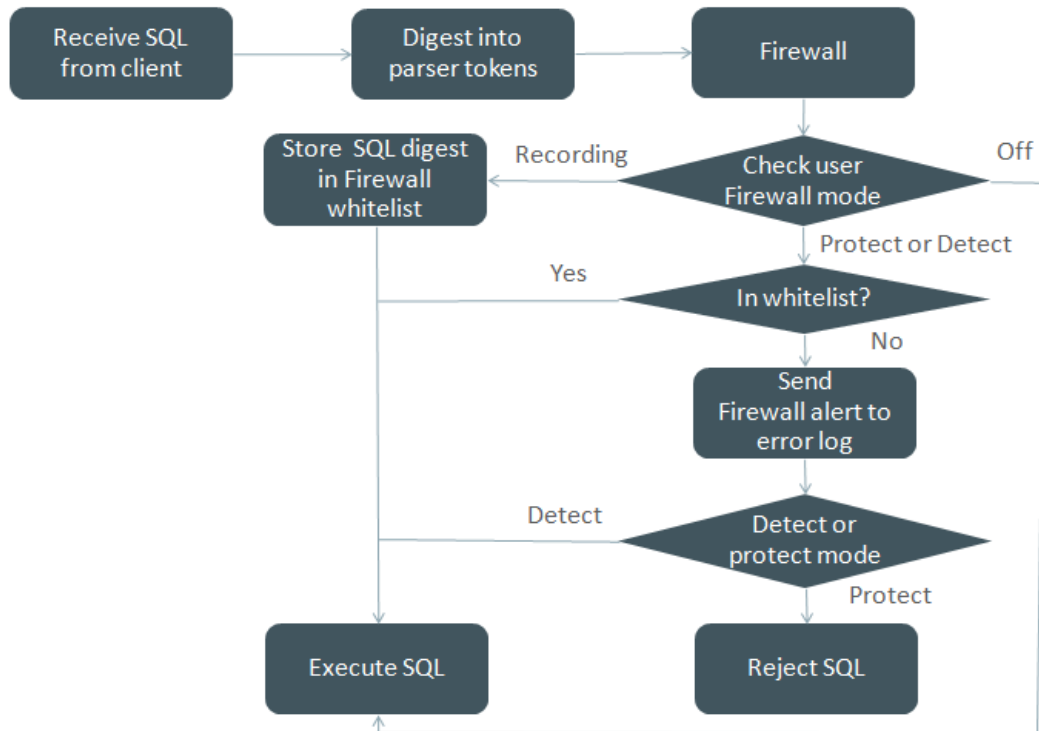 Receive SQL
from client
Digest into
parser tokens
Firewall
Store SQL digest
in Firewall
whitelist
Recording
Check user
Firewall mode
Off
Protect or Detect
Yes
In whitelist?
No
Send
Firewall alert to
error log
Detect
Detect or
protect mode
Protect
Execute SQL
Reject SQL